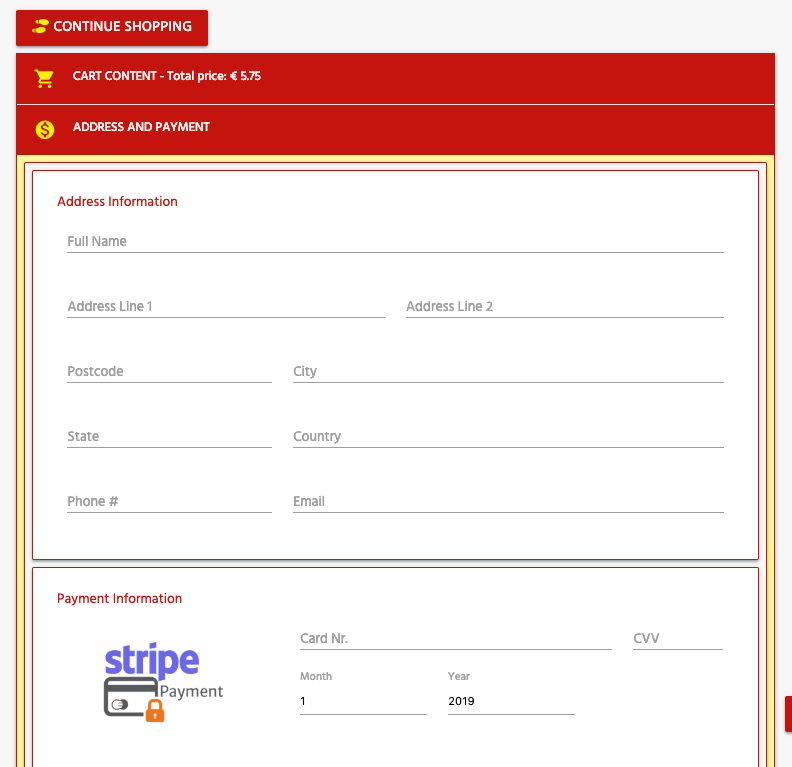 CONTINUE SHOPPING
CART CONTENT - Total price: € 5.75
ADDRESS AND PAYMENT
Address Information
Full Name
Address Line 1 Address Line 2
Postcode City
State Country
Phone # Email
Payment Information
Card Nr. CVV
stripe
Payment
Month Year
1 2019